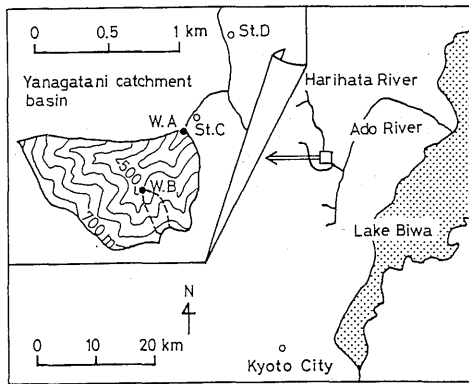 0 0.5 1 km
St.D
Yanagatani catchment
basin
Harihata River
W.A
St.C
Ado River
500
W.B
700m
Lake Biwa
N
0 10 20
km
Kyoto City